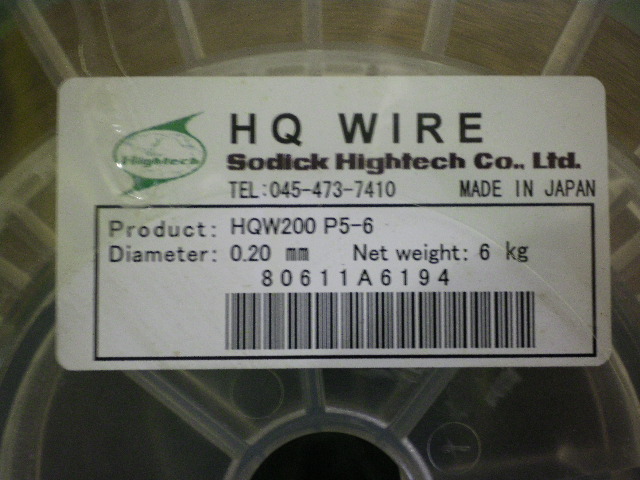 HQ WIRE
Hightech
Sodick Hightech Co., Ltd.
TEL:045-473-7410 MADE IN JAPAN
Product: HQW200 P5-6
Diameter: 0.20 mm Net weight: 6 kg
80611A6194